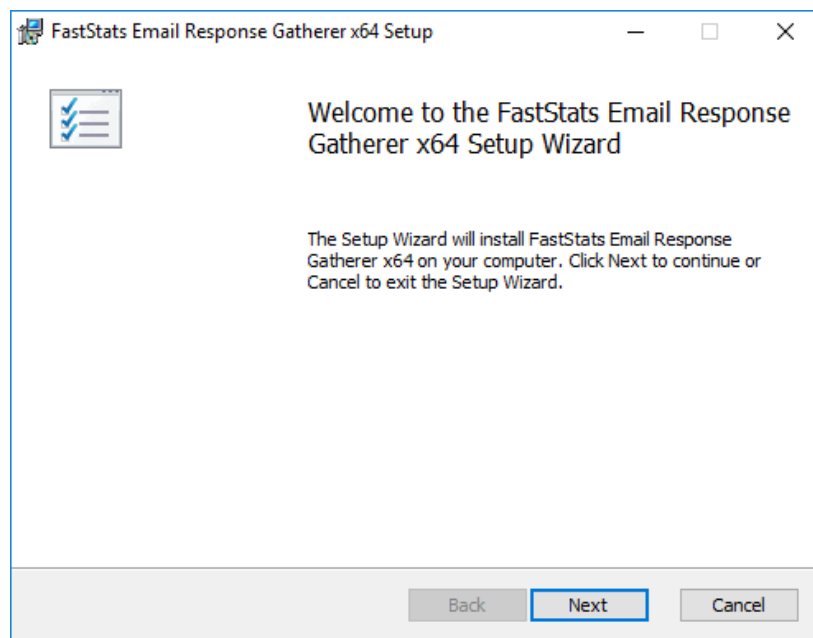 FastStats Email Response Gatherer x64 Setup
Welcome to the FastStats Email Response
Gatherer x64 Setup Wizard
The Setup Wizard will install FastStats Email Response
Gatherer x64 on your computer. Click Next to continue or
Cancel to exit the Setup Wizard.
Back
Next
Cancel